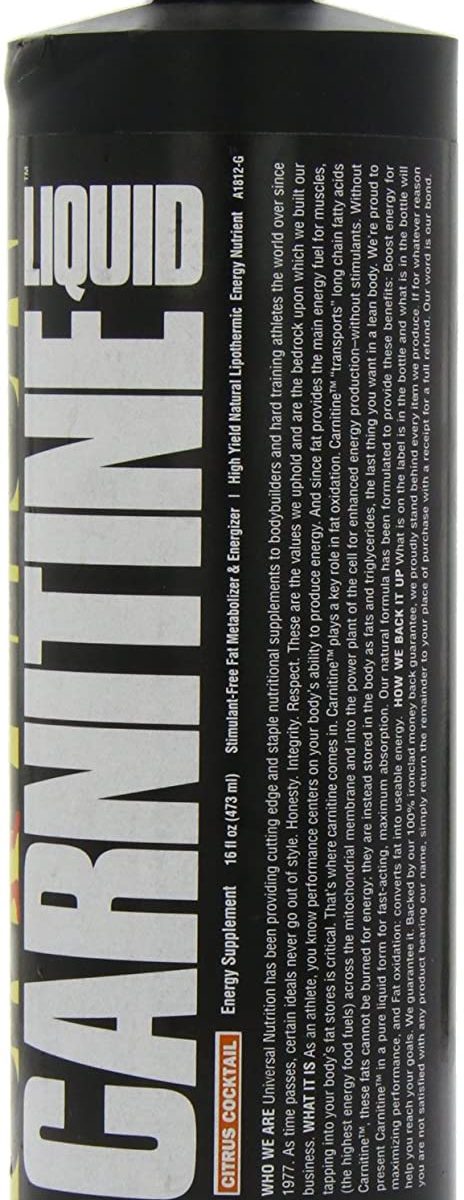 CARNITINE LIQUID™
CITRUS COCKTAIL Energy Supplement 16 fl oz (473 ml) Stimulant-Free Fat Metabolizer & Energizer | High Yield Natural Lipothermic Energy Nutrient A1812-G
WHO WE ARE Universal Nutrition has been providing cutting edge and staple nutritional supplements to bodybuilders and hard training athletes the world over since
1977. As time passes, certain ideals never go out of style. Honesty. Integrity. Respect. These are the values we uphold and are the bedrock upon which we built our
business. WHAT IT IS As an athlete, you know performance centers on your body's ability to produce energy. And since fat provides the main energy fuel for muscles,
tapping into your body's fat stores is critical. That's where carnitine comes in. Carnitine™ plays a key role in fat oxidation. Carnitine™ "transports" long chain fatty acids
(the highest energy food fuels) across the mitochondrial membrane and into the power plant of the cell for enhanced energy production–without stimulants. Without
Carnitine™, these fats cannot be burned for energy; they are instead stored in the body as fats and triglycerides, the last thing you want in a lean body. We're proud to
present Carnitine™ in a pure liquid form for fast-acting, maximum absorption. Our natural formula has been formulated to provide these benefits: Boost energy for
maximizing performance, and Fat oxidation: converts fat into useable energy. HOW WE BACK IT UP What is on the label is in the bottle and what is in the bottle will
help you reach your goals. We guarantee it. Backed by our 100% ironclad money back guarantee, we proudly stand behind every item we produce. If for whatever reason
you are not satisfied with any product bearing our name, simply return the remainder to your place of purchase with a receipt for a full refund. Our word is our bond.